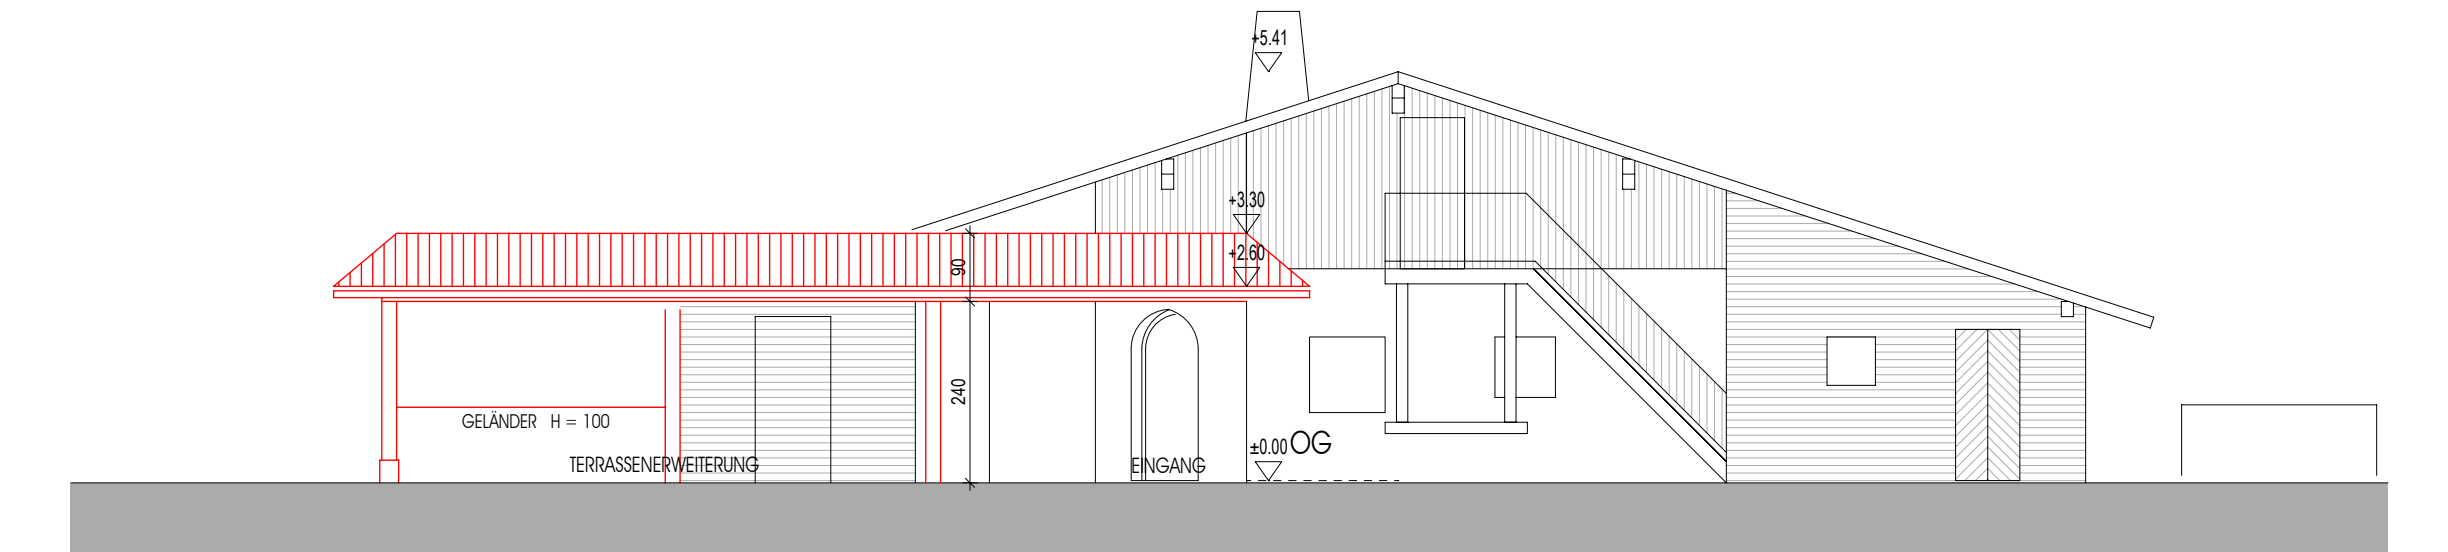 +5.41
+3.30
+2.60
90
240
GELÄNDER H = 100
TERRASSENERWEITERUNG
EINGANG
±0.00 OG